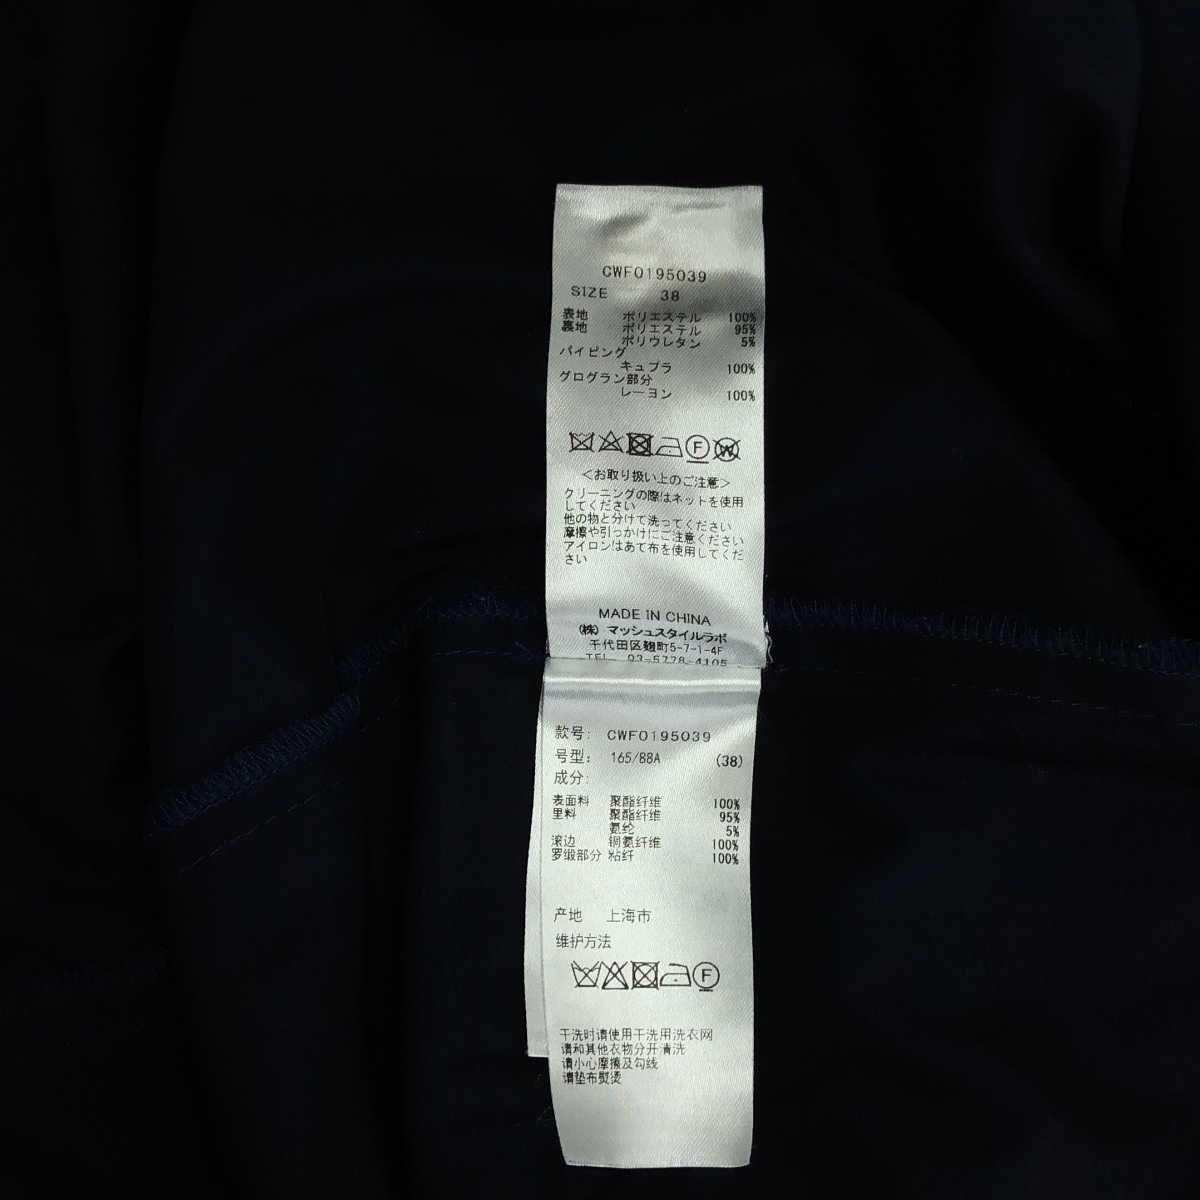 CWF0195039
SIZE 38
表地 ポリエステル 100%
裏地 ポリエステル 95%
ポリウレタン 5%
パイピング
キュプラ 100%
グログラン部分
レーヨン 100%
F W
<お取り扱い上のご注意>
クリーニングの際はネットを使用
してください
他の物と分けて洗ってください
摩擦や引っかけにご注意ください
アイロンはあて布を使用してくだ
さい
MADE IN CHINA
(株) マッシュスタイルラボ
千代田区麹町5-7-1-4F
TEL 03-5778-4105
款号: CWF0195039
号型: 165/88A (38)
成分:
表面料 聚酯纤维 100%
里料 聚酯纤维 95%
氨纶 5%
滚边 铜氨纤维 100%
罗缎部分 粘纤 100%
产地 上海市
维护方法
F
干洗时请使用干洗用洗衣网
请和其他衣物分开清洗
请小心摩擦及勾线
请垫布熨烫